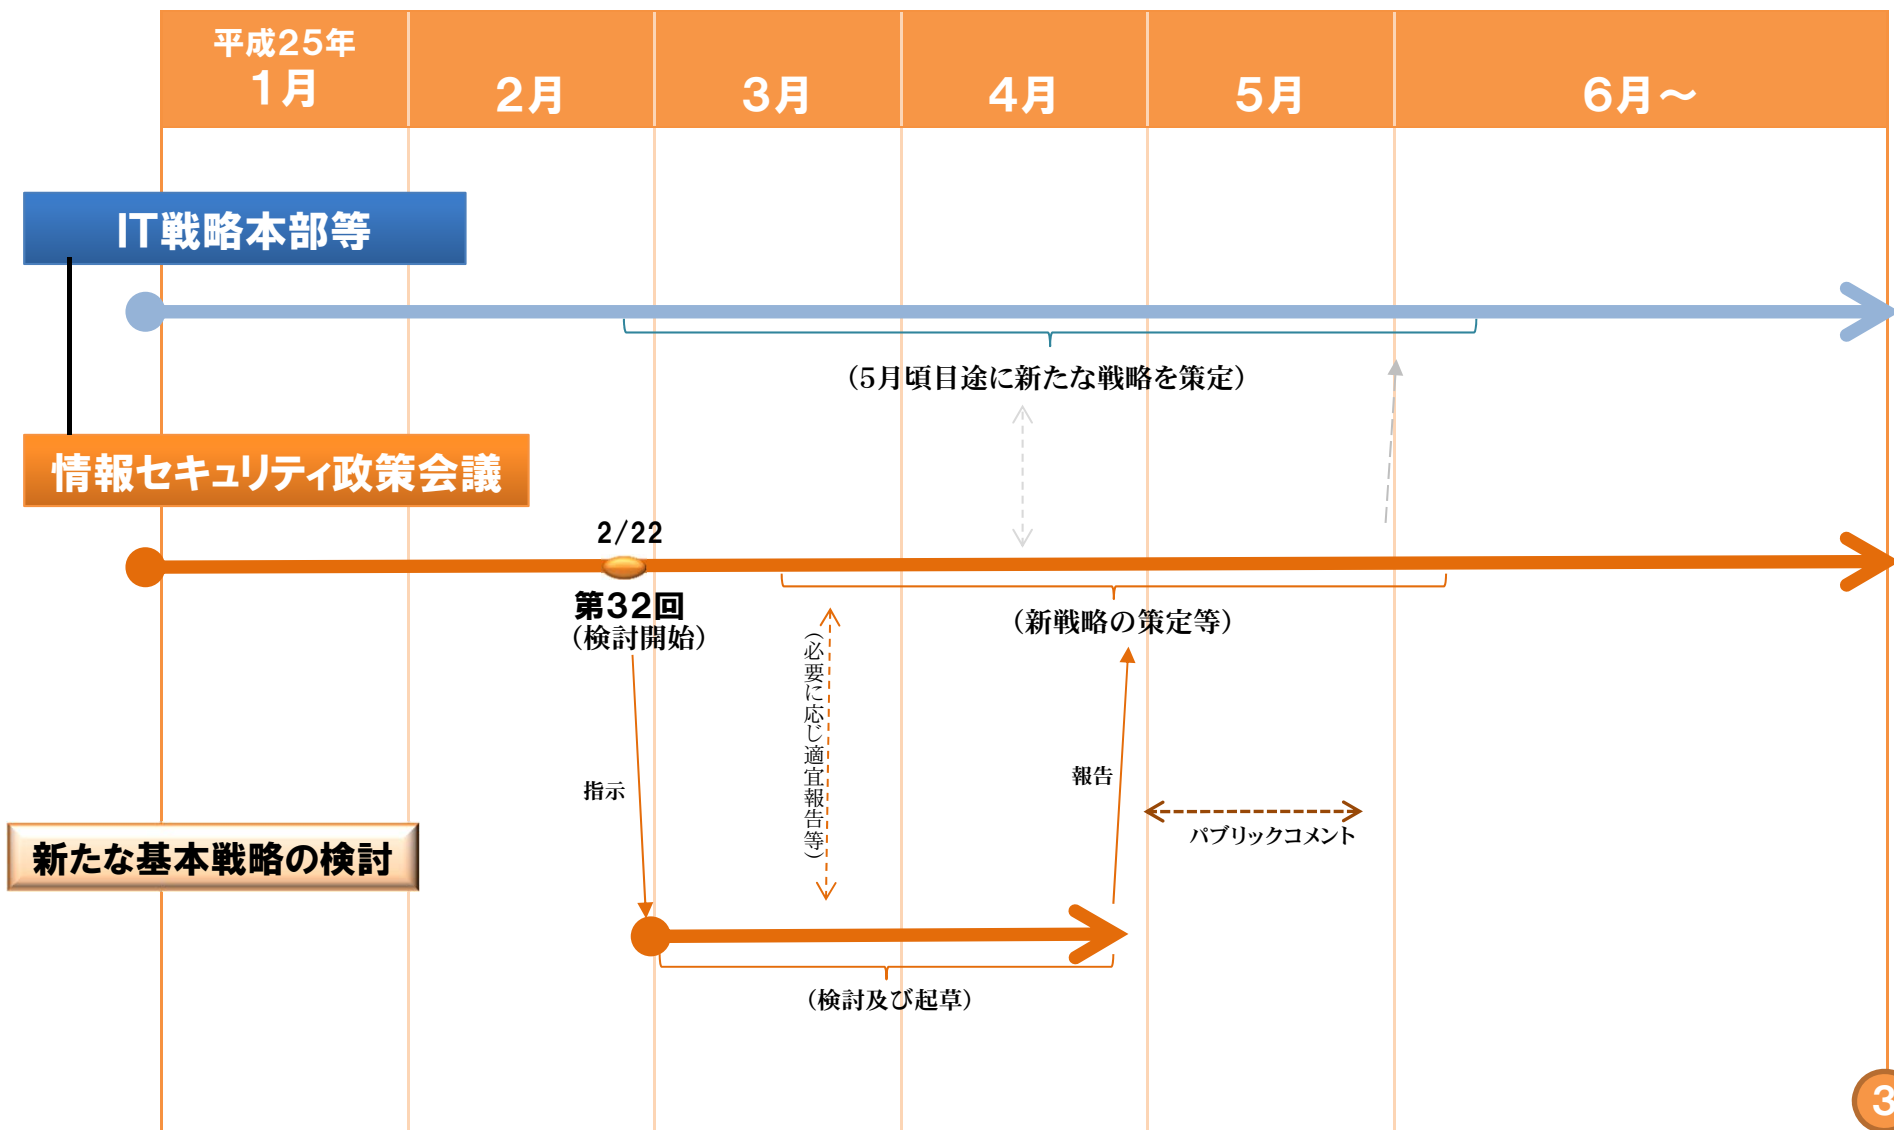 平成25年
1月
2月
3月
4月
5月
6月～
IT戦略本部等
（5月頃目途に新たな戦略を策定）
情報セキュリティ政策会議
2/22
第32回
（検討開始）
（新戦略の策定等）
（必要に応じ適宜報告等）
指示
報告
パブリックコメント
新たな基本戦略の検討
（検討及び起草）
3